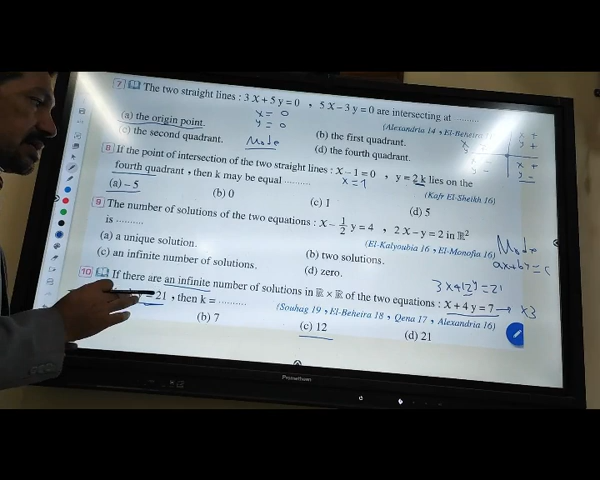 7 The two straight lines : 3 X + 5 y = 0 , 5 X – 3 y = 0 are intersecting at ..........
(Alexandria 14 , El-Beheira
x = 0
y = 0
(a) the origin point.
(b) the first quadrant.
(c) the second quadrant.
(d) the fourth quadrant.
Mode
x +
y +
x +
y –
8 If the point of intersection of the two straight lines : X – 1 = 0 , y = 2 k lies on the
fourth quadrant , then k may be equal ..........
x = 1
(Kafr El-Sheikh 16)
(a) – 5
(b) 0
(c) 1
(d) 5
9 The number of solutions of the two equations : X – 1/2 y = 4 , 2 X – y = 2 in ℝ²
is ..........
(El-Kalyoubia 16 , El-Monofia 16)
(a) a unique solution.
(b) two solutions.
(c) an infinite number of solutions.
(d) zero.
Mode
ax + by = c
3x + 12y = 21
10 If there are an infinite number of solutions in ℝ × ℝ of the two equations : X + 4 y = 7 → x3
= 21 , then k = ..........
(Souhag 19 , El-Beheira 18 , Qena 17 , Alexandria 16)
(b) 7
(c) 12
(d) 21
Promethean